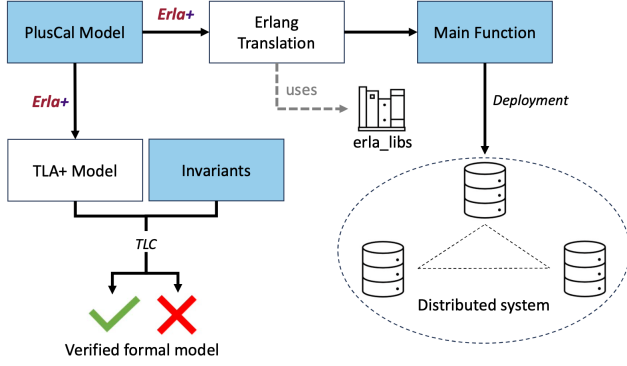 PlusCal Model
Erla+
Erlang
Translation
Main Function
uses
erla_libs
Deployment
Erla+
TLA+ Model
Invariants
TLC
Verified formal model
Distributed system